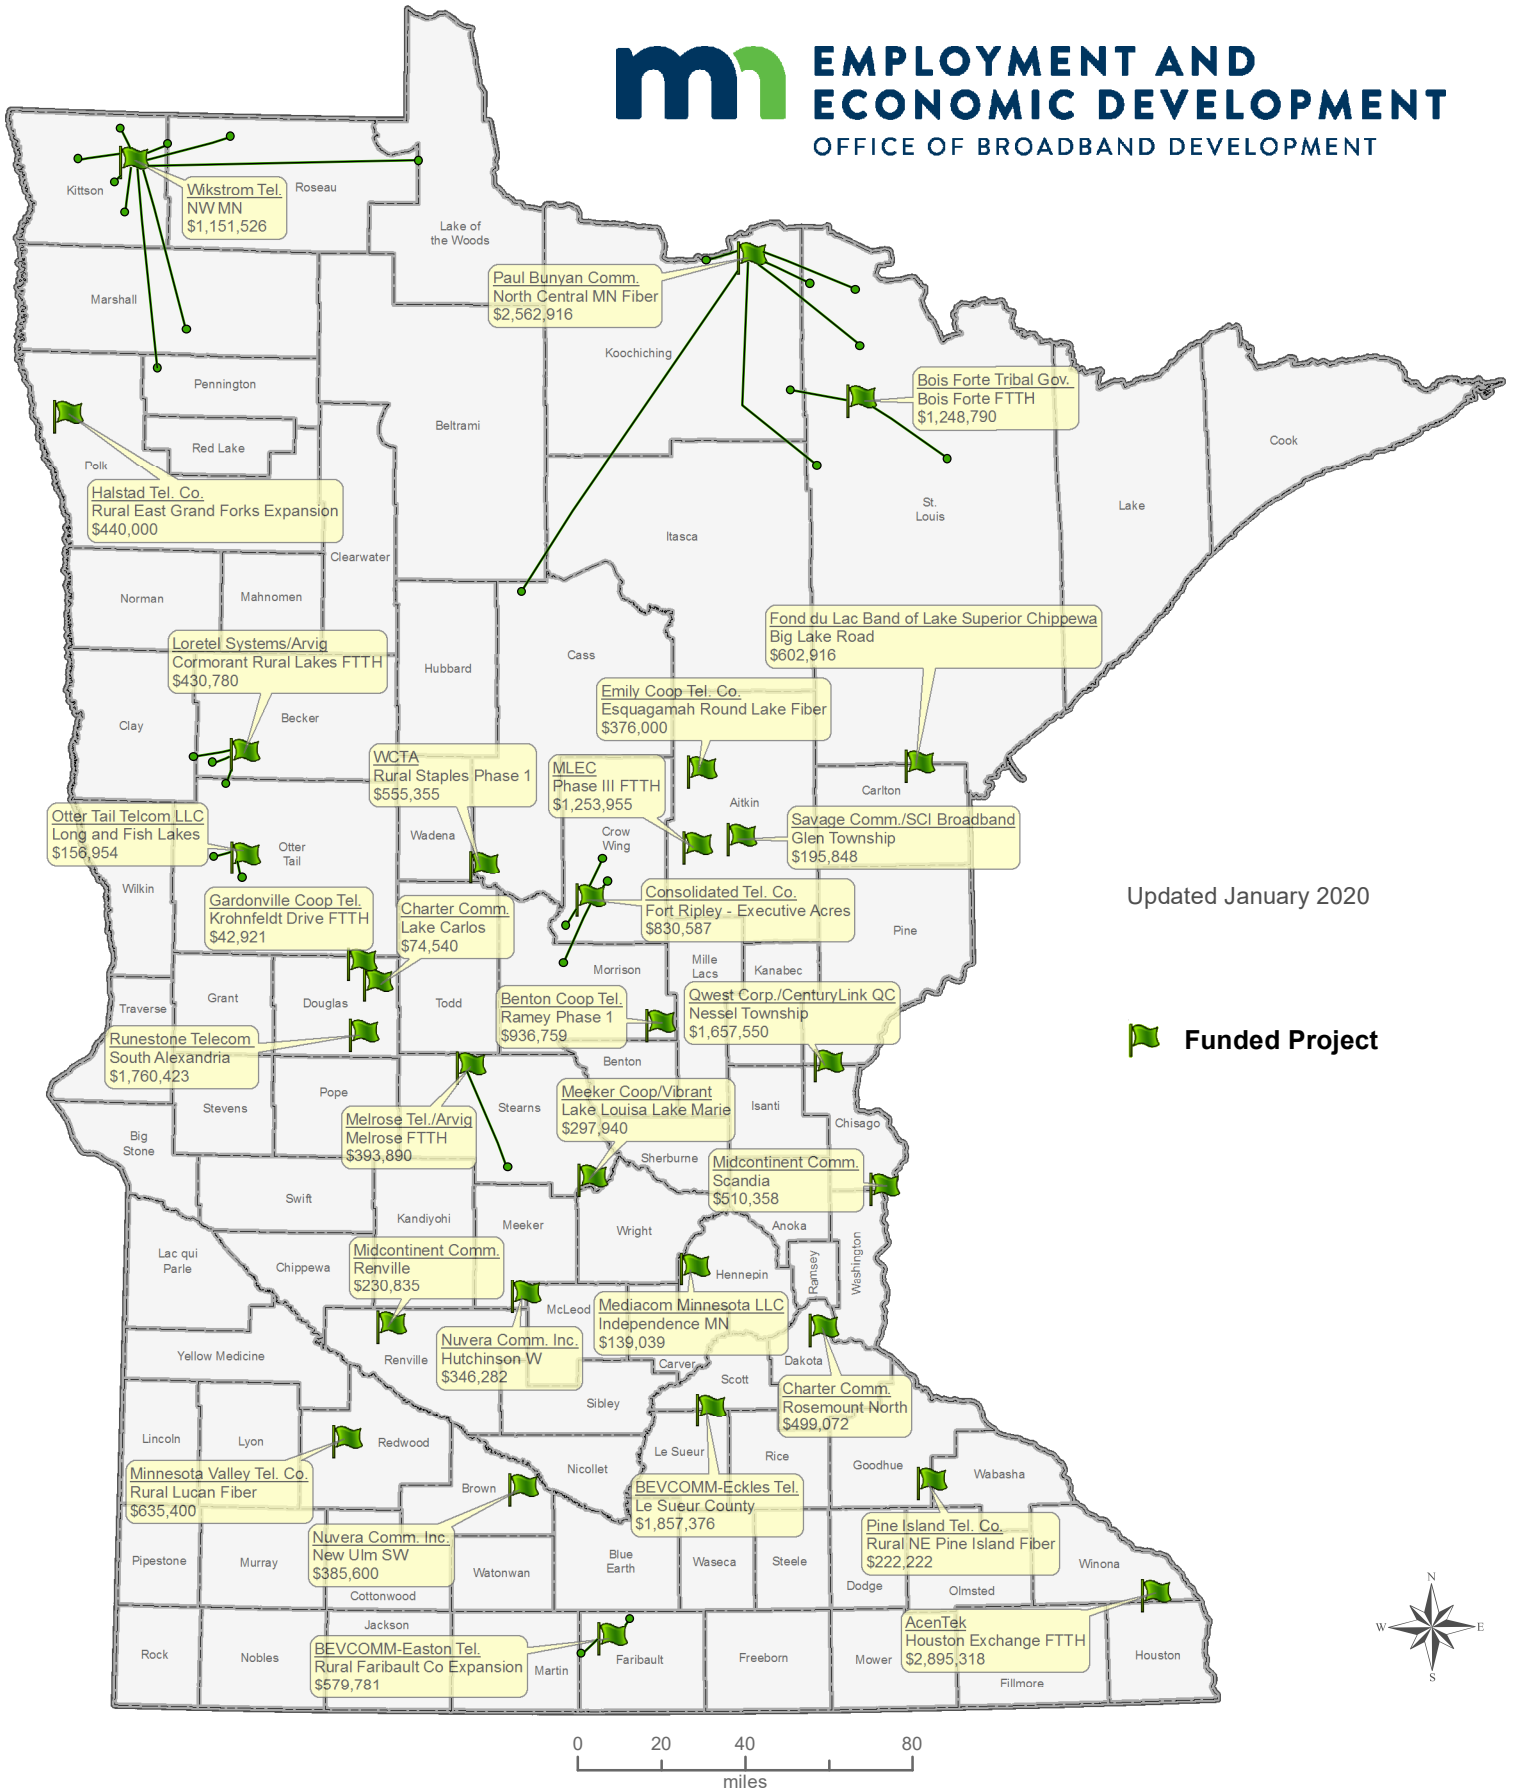 mn
EMPLOYMENT AND
ECONOMIC DEVELOPMENT
OFFICE OF BROADBAND DEVELOPMENT
Kittson
Wikstrom Tel.
NW MN
$1,151,526
Roseau
Lake of
the Woods
Paul Bunyan Comm.
North Central MN Fiber
$2,562,916
Marshall
Koochiching
Pennington
Bois Forte Tribal Gov.
Bois Forte FTTH
$1,248,790
Beltrami
Red Lake
Cook
Polk
Halstad Tel. Co.
Rural East Grand Forks Expansion
$440,000
St.
Louis
Lake
Itasca
Clearwater
Norman
Mahnomen
Fond du Lac Band of Lake Superior Chippewa
Big Lake Road
$602,916
Loretel Systems/Arvig
Cormorant Rural Lakes FTTH
$430,780
Hubbard
Cass
Emily Coop Tel. Co.
Esquagamah Round Lake Fiber
$376,000
Clay
Becker
WCTA
Rural Staples Phase 1
$555,355
MLEC
Phase III FTTH
$1,253,955
Aitkin
Carlton
Otter Tail Telcom LLC
Long and Fish Lakes
$156,954
Otter
Tail
Wadena
Crow
Wing
Savage Comm./SCI Broadband
Glen Township
$195,848
Wilkin
Gardonville Coop Tel.
Krohnfeldt Drive FTTH
$42,921
Charter Comm.
Lake Carlos
$74,540
Consolidated Tel. Co.
Fort Ripley - Executive Acres
$830,587
Updated January 2020
Pine
Morrison
Mille
Lacs
Kanabec
Traverse
Grant
Douglas
Todd
Benton Coop Tel.
Ramey Phase 1
$936,759
Qwest Corp./CenturyLink QC
Nessel Township
$1,657,550
Funded Project
Runestone Telecom
South Alexandria
$1,760,423
Benton
Pope
Stevens
Stearns
Meeker Coop/Vibrant
Lake Louisa Lake Marie
$297,940
Isanti
Chisago
Big
Stone
Melrose Tel./Arvig
Melrose FTTH
$393,890
Sherburne
Midcontinent Comm.
Scandia
$510,358
Swift
Kandiyohi
Meeker
Wright
Anoka
Lac qui
Parle
Chippewa
Midcontinent Comm.
Renville
$230,835
Hennepin
Ramsey
Washington
McLeod
Mediacom Minnesota LLC
Independence MN
$139,039
Nuvera Comm. Inc.
Hutchinson W
$346,282
Yellow Medicine
Renville
Carver
Dakota
Scott
Charter Comm.
Rosemount North
$499,072
Sibley
Lincoln
Lyon
Redwood
Le Sueur
Rice
Goodhue
Wabasha
Minnesota Valley Tel. Co.
Rural Lucan Fiber
$635,400
Nicollet
Brown
BEVCOMM-Eckles Tel.
Le Sueur County
$1,857,376
Pine Island Tel. Co.
Rural NE Pine Island Fiber
$222,222
Nuvera Comm. Inc.
New Ulm SW
$385,600
Pipestone
Murray
Cottonwood
Watonwan
Blue
Earth
Waseca
Steele
Dodge
Olmsted
Winona
AcenTek
Houston Exchange FTTH
$2,895,318
N
W
E
S
Jackson
BEVCOMM-Easton Tel.
Rural Faribault Co Expansion
$579,781
Rock
Nobles
Martin
Faribault
Freeborn
Mower
Fillmore
Houston
0 20 40 80
miles